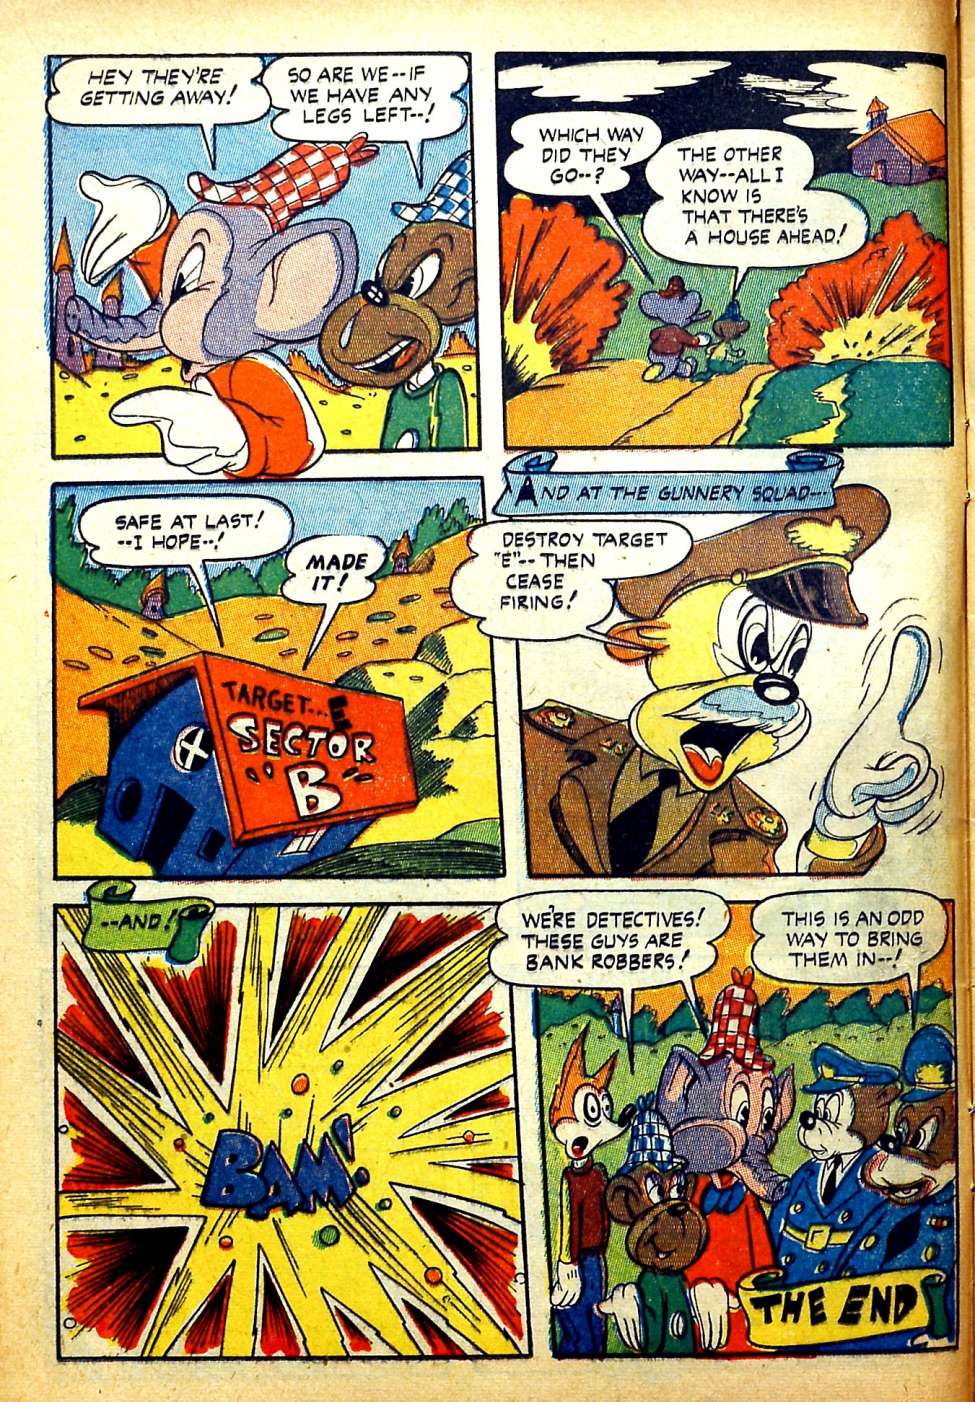 HEY THEY'RE
GETTING AWAY!
SO ARE WE--IF
WE HAVE ANY
LEGS LEFT--!
WHICH WAY
DID THEY
GO--?
THE OTHER
WAY--ALL I
KNOW IS
THAT THERE'S
A HOUSE AHEAD!
SAFE AT LAST!
--I HOPE--!
MADE
IT!
TARGET...E
SECTOR
"B"
AND AT THE GUNNERY SQUAD---
DESTROY TARGET
"E"-- THEN
CEASE
FIRING!
--AND!
BAM!
WE'RE DETECTIVES!
THESE GUYS ARE
BANK ROBBERS!
THIS IS AN ODD
WAY TO BRING
THEM IN--!
THE END